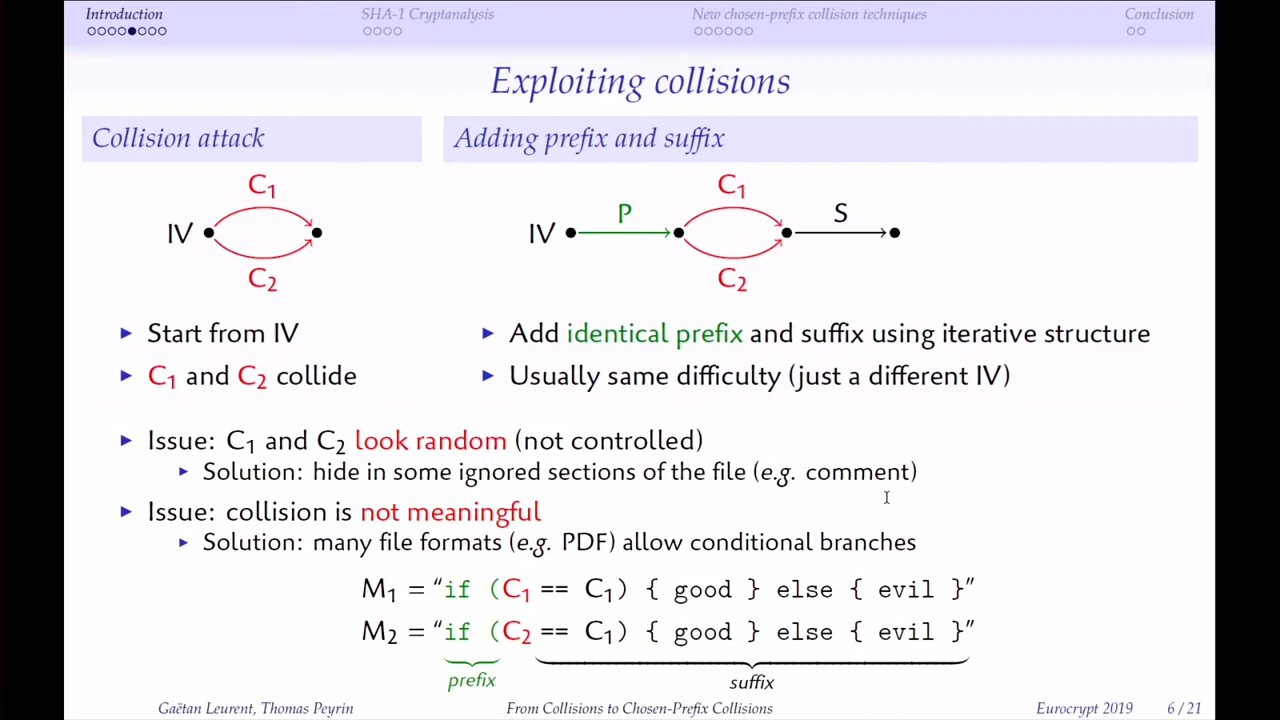 Introduction SHA-1 Cryptanalysis New chosen-prefix collision techniques Conclusion
Exploiting collisions
Collision attack
C₁
IV
C₂
▶ Start from IV
▶ C₁ and C₂ collide
Adding prefix and suffix
C₁
P S
IV
C₂
▶ Add identical prefix and suffix using iterative structure
▶ Usually same difficulty (just a different IV)
▶ Issue: C₁ and C₂ look random (not controlled)
▶ Solution: hide in some ignored sections of the file (e.g. comment)
▶ Issue: collision is not meaningful
▶ Solution: many file formats (e.g. PDF) allow conditional branches
M₁ = “if (C₁ == C₁) { good } else { evil }”
M₂ = “if (C₂ == C₁) { good } else { evil }”
prefix suffix
Gaëtan Leurent, Thomas Peyrin From Collisions to Chosen-Prefix Collisions Eurocrypt 2019 6 / 21